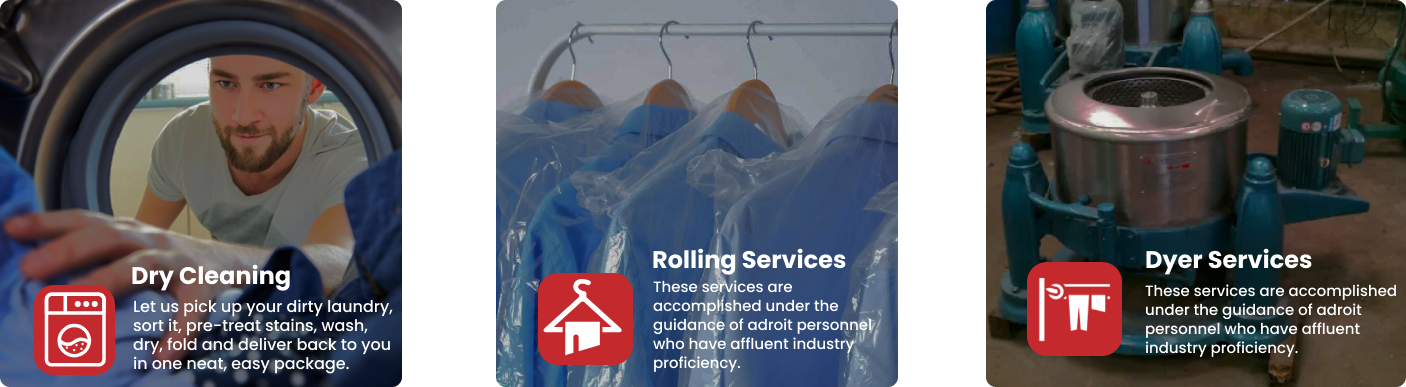 Dry Cleaning
Let us pick up your dirty laundry,
sort it, pre-treat stains, wash,
dry, fold and deliver back to you
in one neat, easy package.
Rolling Services
These services are
accomplished under the
guidance of adroit personnel
who have affluent industry
proficiency.
Dyer Services
These services are accomplished
under the guidance of adroit
personnel who have affluent
industry proficiency.